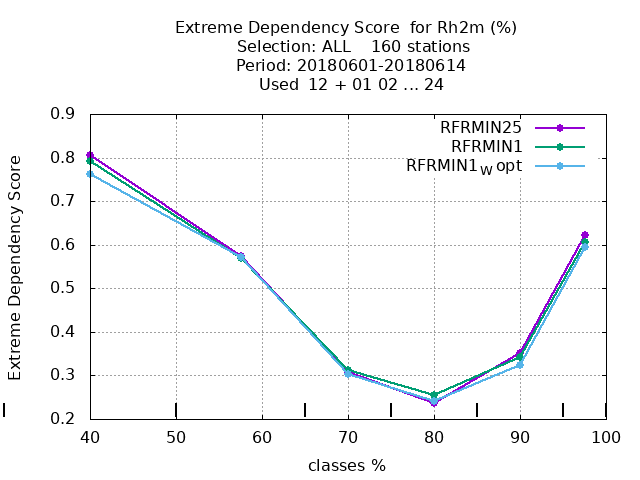 Extreme Dependency Score  for Rh2m (%)
Selection: ALL    160 stations
Period: 20180601-20180614
Used  12 + 01 02 ... 24
RFRMIN25
RFRMIN1
RFRMIN1w opt
Extreme Dependency Score
0.9
0.8
0.7
0.6
0.5
0.4
0.3
0.2
40 50 60 70 80 90 100
classes %